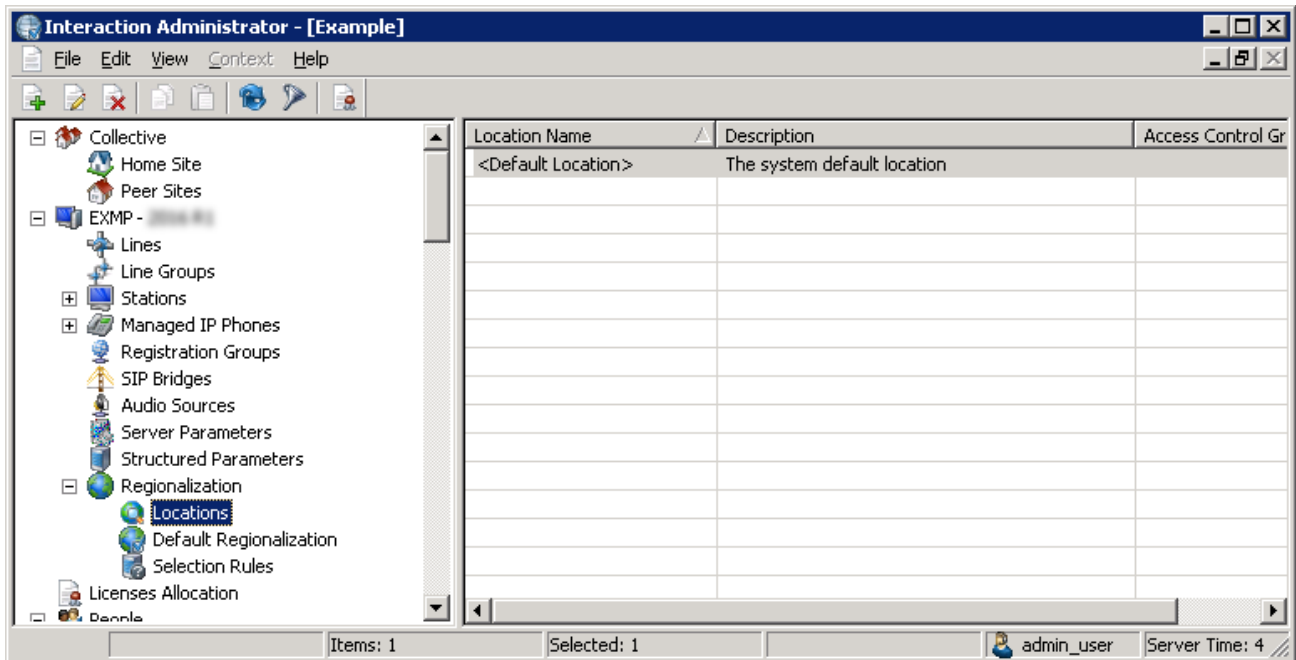 Interaction Administrator - [Example]
File Edit View Context Help
Collective
Home Site
Peer Sites
EXMP -
Lines
Line Groups
Stations
Managed IP Phones
Registration Groups
SIP Bridges
Audio Sources
Server Parameters
Structured Parameters
Regionalization
Locations
Default Regionalization
Selection Rules
Licenses Allocation
People
Location Name Description Access Control Gr
<Default Location> The system default location
Items: 1 Selected: 1 admin_user Server Time: 4